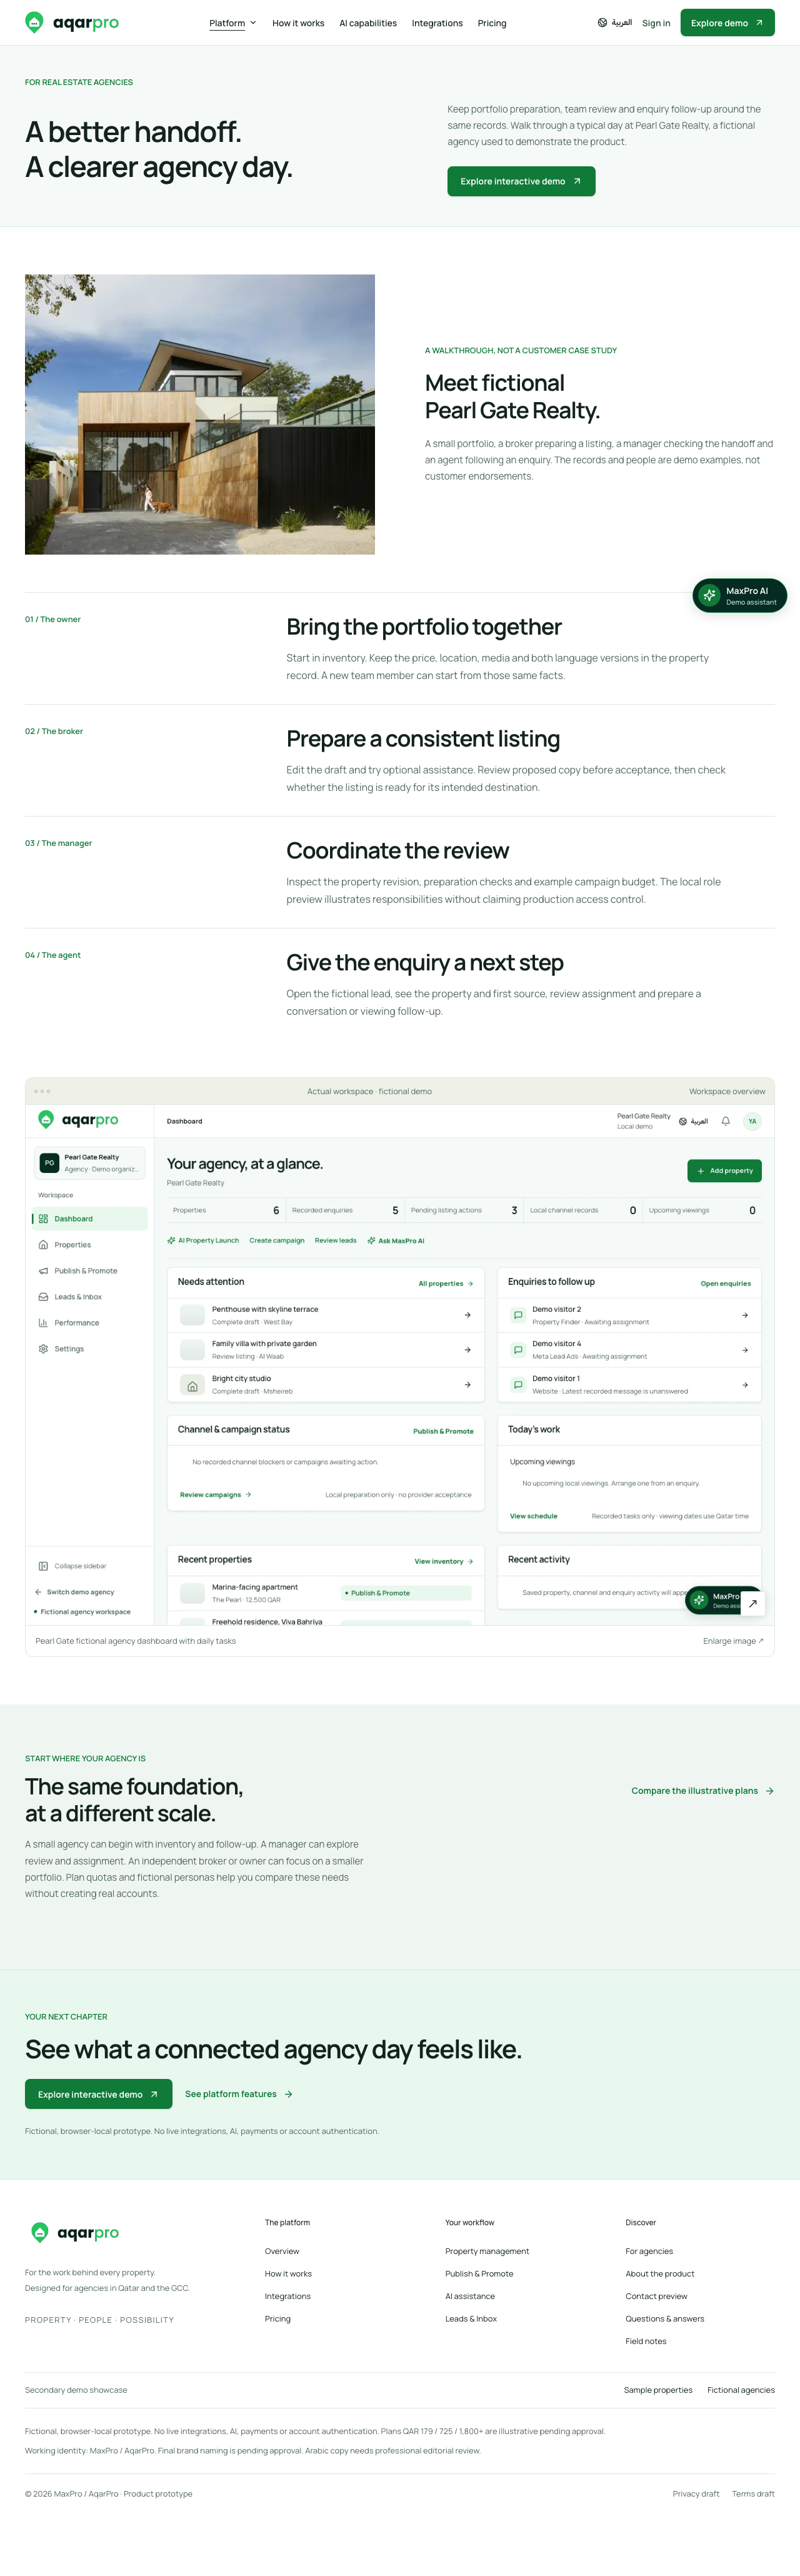 aqarpro
Platform
How it works
AI capabilities
Integrations
Pricing
العربية
Sign in
Explore demo
FOR REAL ESTATE AGENCIES
A better handoff.
A clearer agency day.
Keep portfolio preparation, team review and enquiry follow-up around the
same records. Walk through a typical day at Pearl Gate Realty, a fictional
agency used to demonstrate the product.
Explore interactive demo
A WALKTHROUGH, NOT A CUSTOMER CASE STUDY
Meet fictional
Pearl Gate Realty.
A small portfolio, a broker preparing a listing, a manager checking the handoff and
an agent following an enquiry. The records and people are demo examples, not
customer endorsements.
MaxPro AI
Demo assistant
01 / The owner
Bring the portfolio together
Start in inventory. Keep the price, location, media and both language versions in the property
record. A new team member can start from those same facts.
02 / The broker
Prepare a consistent listing
Edit the draft and try optional assistance. Review proposed copy before acceptance, then check
whether the listing is ready for its intended destination.
03 / The manager
Coordinate the review
Inspect the property revision, preparation checks and example campaign budget. The local role
preview illustrates responsibilities without claiming production access control.
04 / The agent
Give the enquiry a next step
Open the fictional lead, see the property and first source, review assignment and prepare a
conversation or viewing follow-up.
Actual workspace · fictional demo
Workspace overview
aqarpro
Dashboard
Pearl Gate Realty
Local demo
العربية
YA
PG
Pearl Gate Realty
Agency · Demo organiz...
Workspace
Dashboard
Properties
Publish & Promote
Leads & Inbox
Performance
Settings
Collapse sidebar
Switch demo agency
Fictional agency workspace
Your agency, at a glance.
Pearl Gate Realty
Add property
Properties 6
Recorded enquiries 5
Pending listing actions 3
Local channel records 0
Upcoming viewings 0
AI Property Launch
Create campaign
Review leads
Ask MaxPro AI
Needs attention
All properties
Penthouse with skyline terrace
Complete draft · West Bay
Family villa with private garden
Review listing · Al Waab
Bright city studio
Complete draft · Msheireb
Enquiries to follow up
Open enquiries
Demo visitor 2
Property Finder · Awaiting assignment
Demo visitor 4
Meta Lead Ads · Awaiting assignment
Demo visitor 1
Website · Latest recorded message is unanswered
Channel & campaign status
Publish & Promote
No recorded channel blockers or campaigns awaiting action.
Review campaigns
Local preparation only · no provider acceptance
Today's work
Upcoming viewings
No upcoming local viewings. Arrange one from an enquiry.
View schedule
Recorded tasks only · viewing dates use Qatar time
Recent properties
View inventory
Marina-facing apartment
The Pearl · 12,500 QAR
Publish & Promote
Freehold residence, Viva Bahriya
Recent activity
Saved property, channel and enquiry activity will appe
MaxPro
Demo assi
Pearl Gate fictional agency dashboard with daily tasks
Enlarge image ↗
START WHERE YOUR AGENCY IS
The same foundation,
at a different scale.
A small agency can begin with inventory and follow-up. A manager can explore
review and assignment. An independent broker or owner can focus on a smaller
portfolio. Plan quotas and fictional personas help you compare these needs
without creating real accounts.
Compare the illustrative plans
YOUR NEXT CHAPTER
See what a connected agency day feels like.
Explore interactive demo
See platform features
Fictional, browser-local prototype. No live integrations, AI, payments or account authentication.
aqarpro
For the work behind every property.
Designed for agencies in Qatar and the GCC.
PROPERTY · PEOPLE · POSSIBILITY
The platform
Overview
How it works
Integrations
Pricing
Your workflow
Property management
Publish & Promote
AI assistance
Leads & Inbox
Discover
For agencies
About the product
Contact preview
Questions & answers
Field notes
Secondary demo showcase
Sample properties
Fictional agencies
Fictional, browser-local prototype. No live integrations, AI, payments or account authentication. Plans QAR 179 / 725 / 1,800+ are illustrative pending approval.
Working identity: MaxPro / AqarPro. Final brand naming is pending approval. Arabic copy needs professional editorial review.
© 2026 MaxPro / AqarPro · Product prototype
Privacy draft
Terms draft